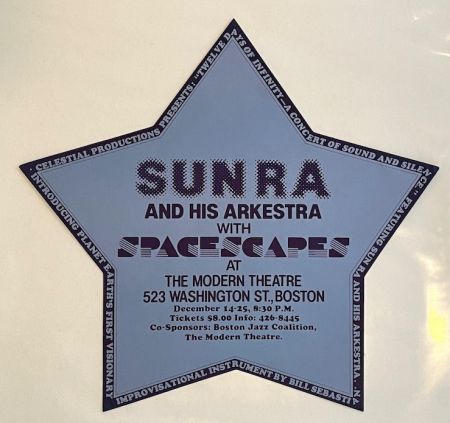 · CELESTIAL PRODUCTIONS PRESENTS: "TWELVE DAYS OF INFINITY—A CONCERT OF SOUND AND SILENCE" FEATURING SUN RA AND HIS ARKESTRA.
· INTRODUCING PLANET EARTH'S FIRST VISIONARY IMPROVISATIONAL INSTRUMENT BY BILL SEBASTIAN
SUN RA
AND HIS ARKESTRA
WITH
SPACESCAPES
AT
THE MODERN THEATRE
523 WASHINGTON ST., BOSTON
December 14-25, 8:30 P.M.
Tickets $8.00 Info: 426-8445
Co-Sponsors: Boston Jazz Coalition,
The Modern Theatre.